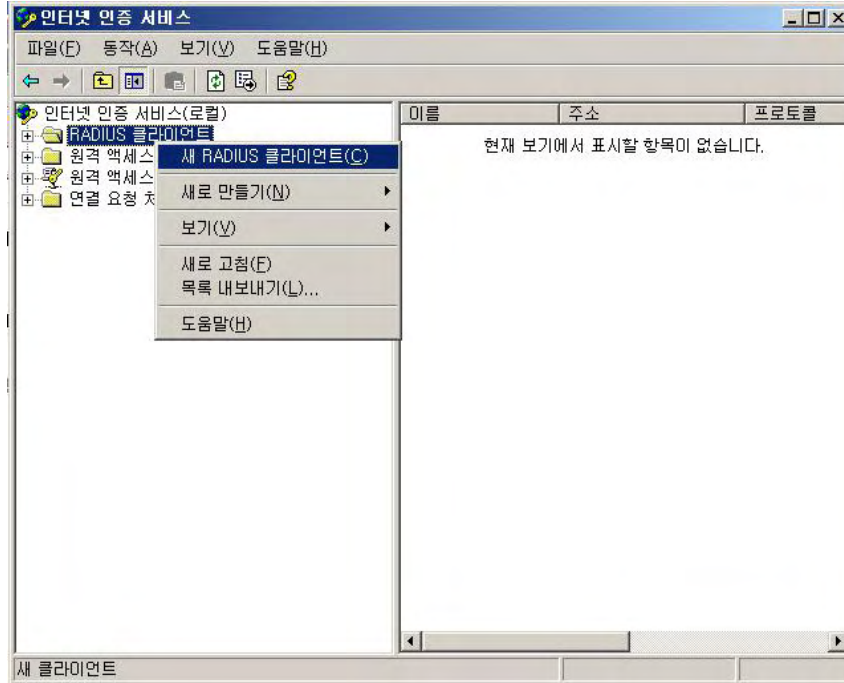 인터넷 인증 서비스
파일(F) 동작(A) 보기(V) 도움말(H)
인터넷 인증 서비스(로컬)
RADIUS 클라이언트
원격 액세스
원격 액세스
연결 요청
새 RADIUS 클라이언트(C)
새로 만들기(N)
보기(V)
새로 고침(F)
목록 내보내기(L)...
도움말(H)
이름 주소 프로토콜
현재 보기에서 표시할 항목이 없습니다.
새 클라이언트